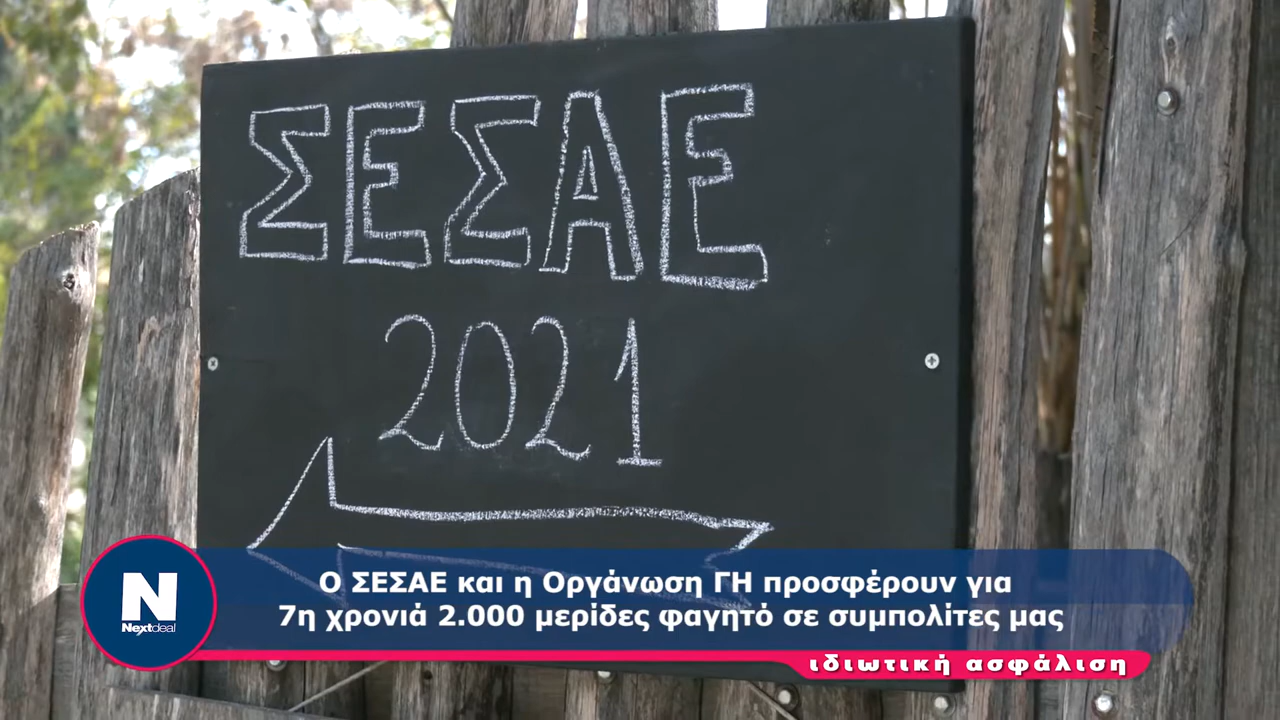 ΣΕΣΑΕ
2021
Ο ΣΕΣΑΕ και η Οργάνωση ΓΗ προσφέρουν για
7η χρονιά 2.000 μερίδες φαγητό σε συμπολίτες μας
N
Nextdeal
ιδιωτική ασφάλιση